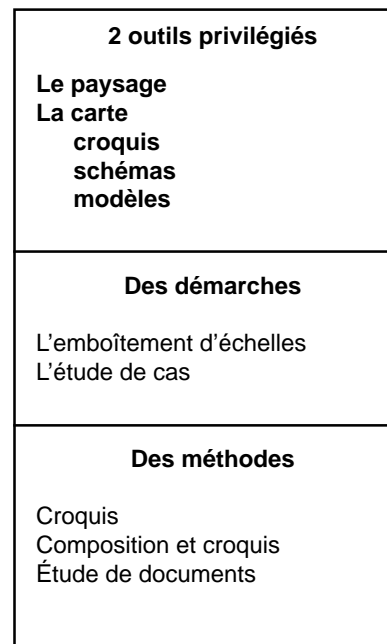 2 outils privilégiés
Le paysage
La carte
croquis
schémas
modèles
Des démarches
L’emboîtement d’échelles
L’étude de cas
Des méthodes
Croquis
Composition et croquis
Étude de documents